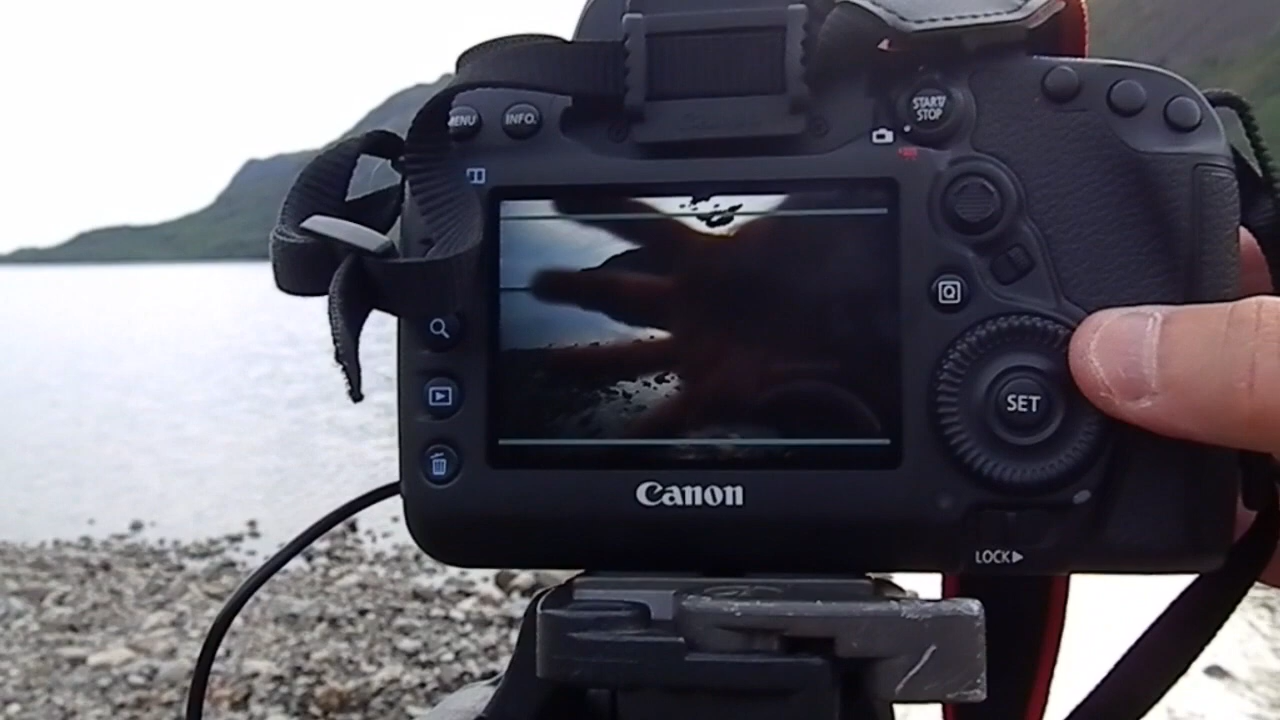 MENU
INFO.
START/
STOP
Q
SET
Canon
LOCK